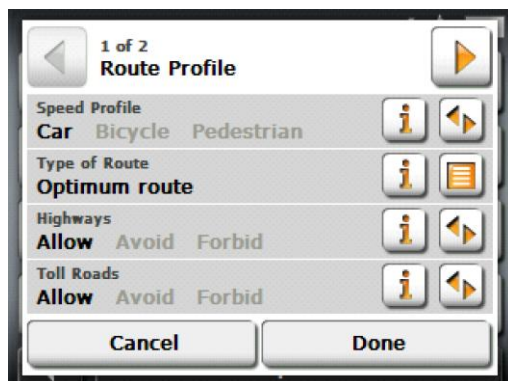 1 of 2
Route Profile
Speed Profile
Car Bicycle Pedestrian
Type of Route
Optimum route
Highways
Allow Avoid Forbid
Toll Roads
Allow Avoid Forbid
Cancel Done